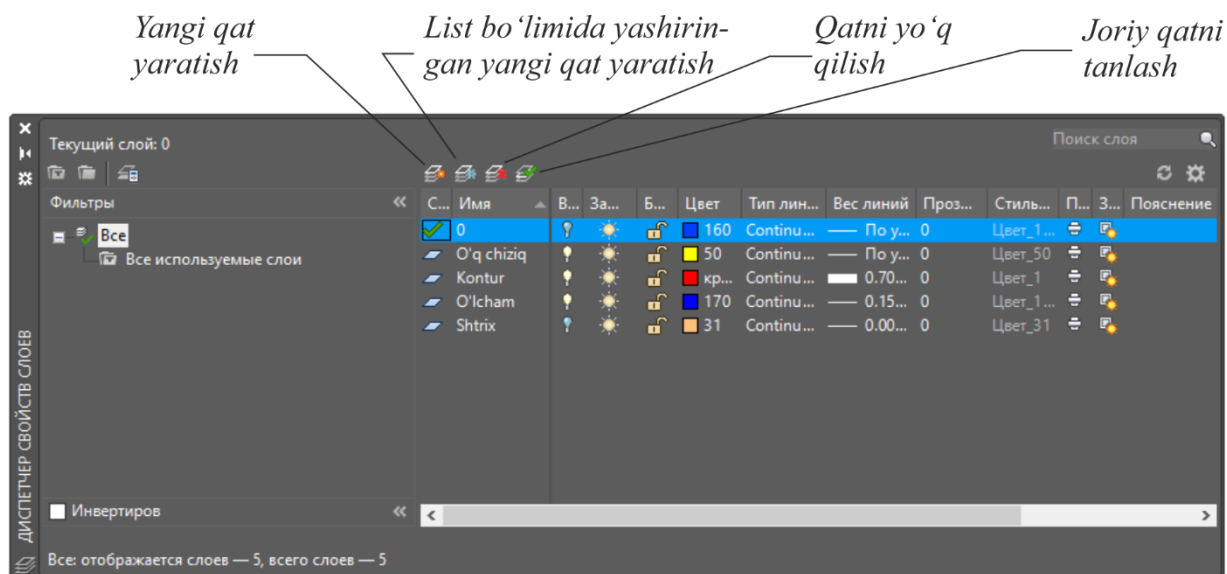 Yangi qat
yaratish
List bo‘limida yashirin-
gan yangi qat yaratish
Qatni yo‘q
qilish
Joriy qatni
tanlash
Текущий слой: 0
Поиск слоя
Фильтры
Все
Все используемые слои
С... Имя В... За... Б... Цвет Тип лин... Вес линий Проз... Стиль... П... З... Пояснение
0 160 Continu... По у... 0 Цвет_1...
O'q chiziq 50 Continu... По у... 0 Цвет_50
Kontur кр... Continu... 0.70... 0 Цвет_1
O'lcham 170 Continu... 0.15... 0 Цвет_1...
Shtrix 31 Continu... 0.00... 0 Цвет_31
Инвертиров
Все: отображается слоев — 5, всего слоев — 5
ДИСПЕТЧЕР СВОЙСТВ СЛОЕВ